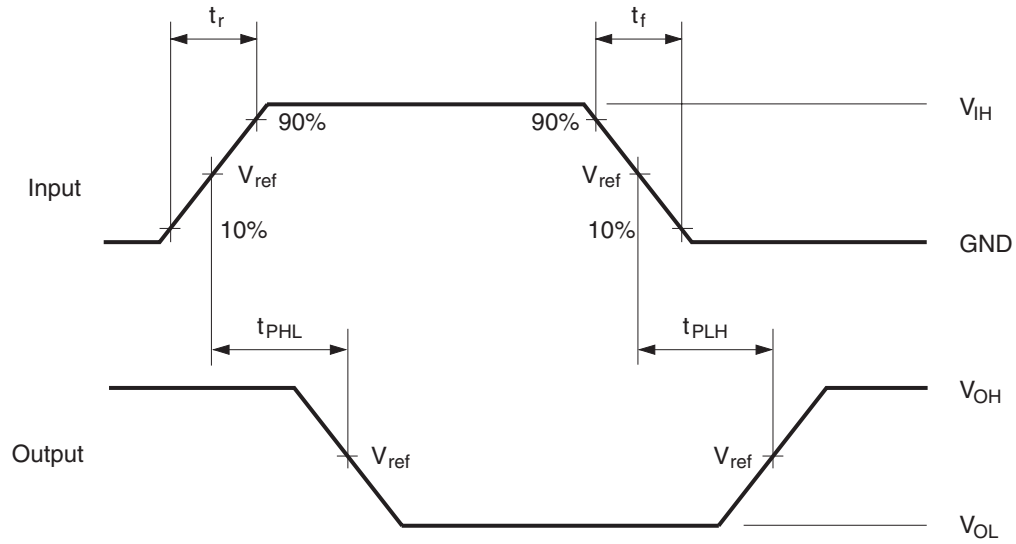 tr tf
90% 90% VIH
Input Vref Vref
10% 10% GND
tPHL tPLH
VOH
Output Vref Vref
VOL